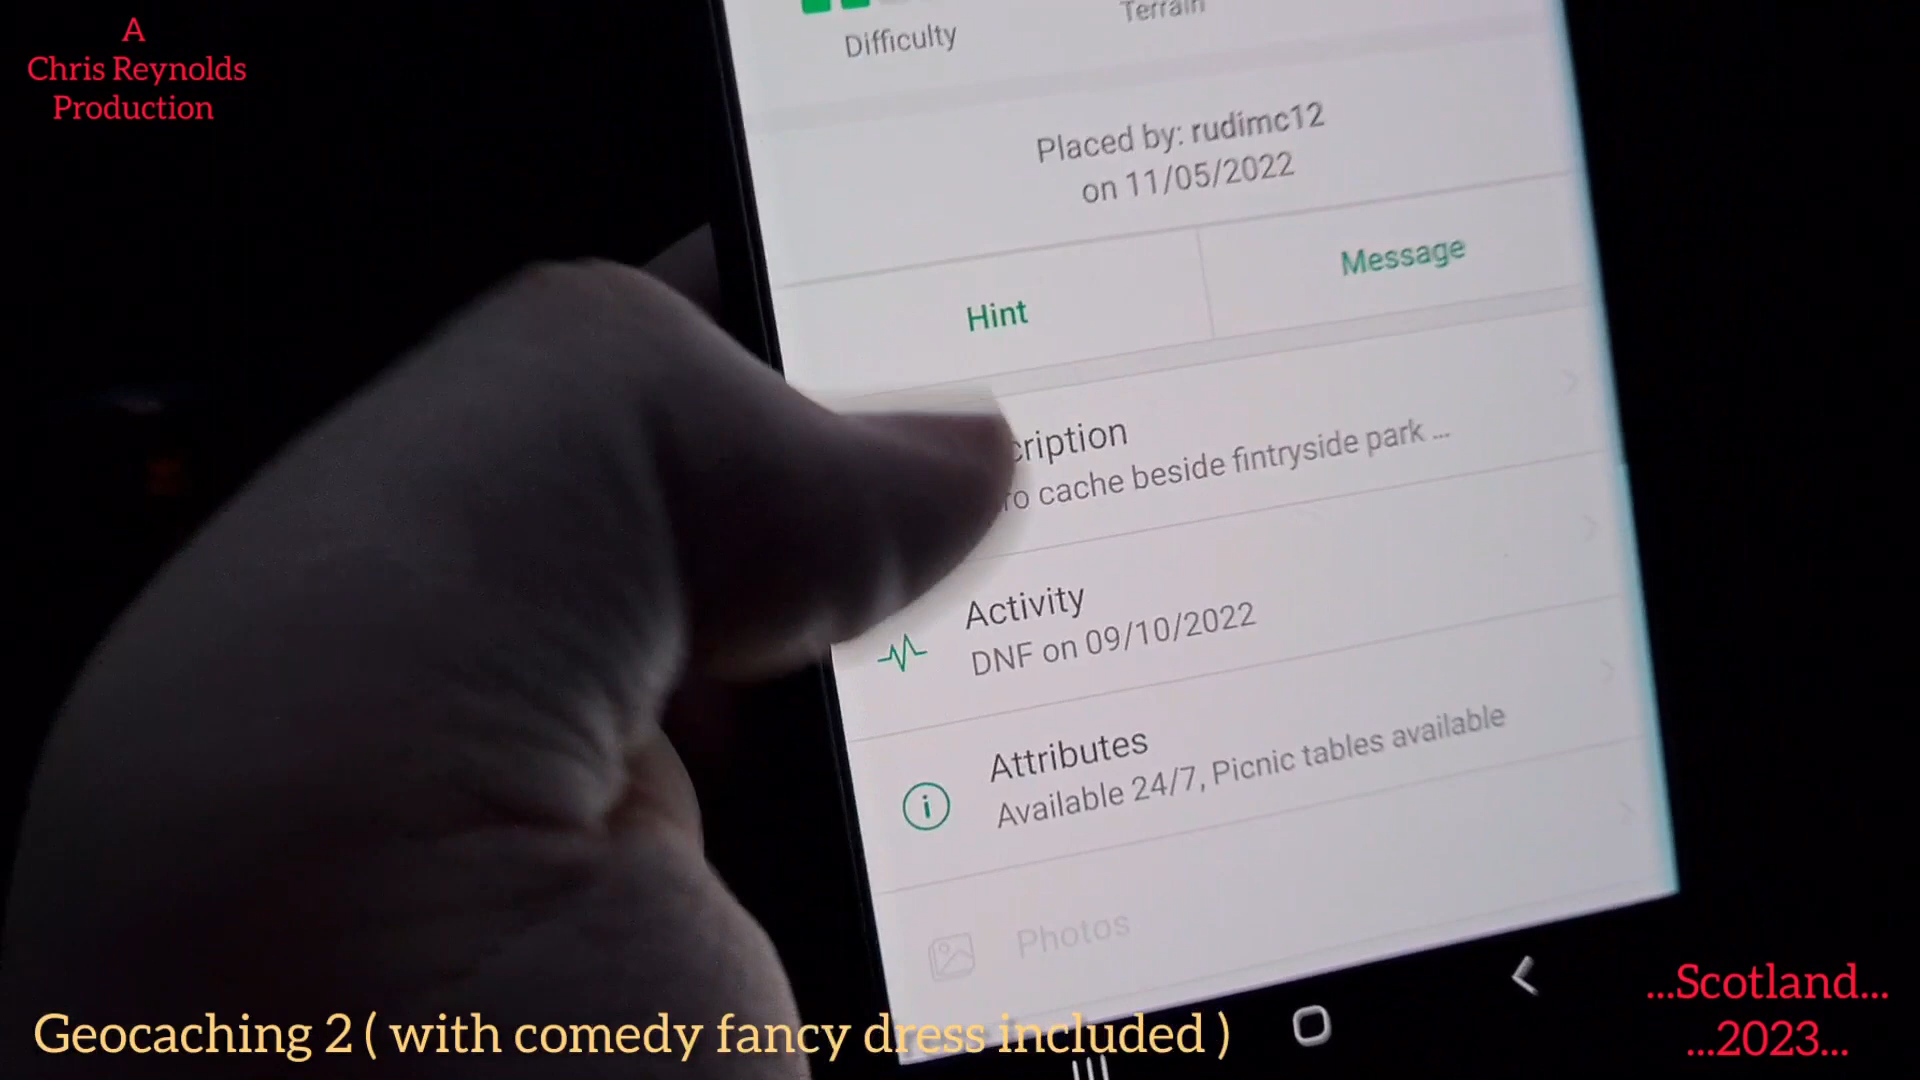 A
Chris Reynolds
Production
Difficulty
Terrain
Placed by: rudimc12
on 11/05/2022
Hint
Message
cription
ro cache beside fintryside park ...
Activity
DNF on 09/10/2022
Attributes
Available 24/7, Picnic tables available
Photos
Geocaching 2 ( with comedy fancy dress included )
...Scotland...
...2023...